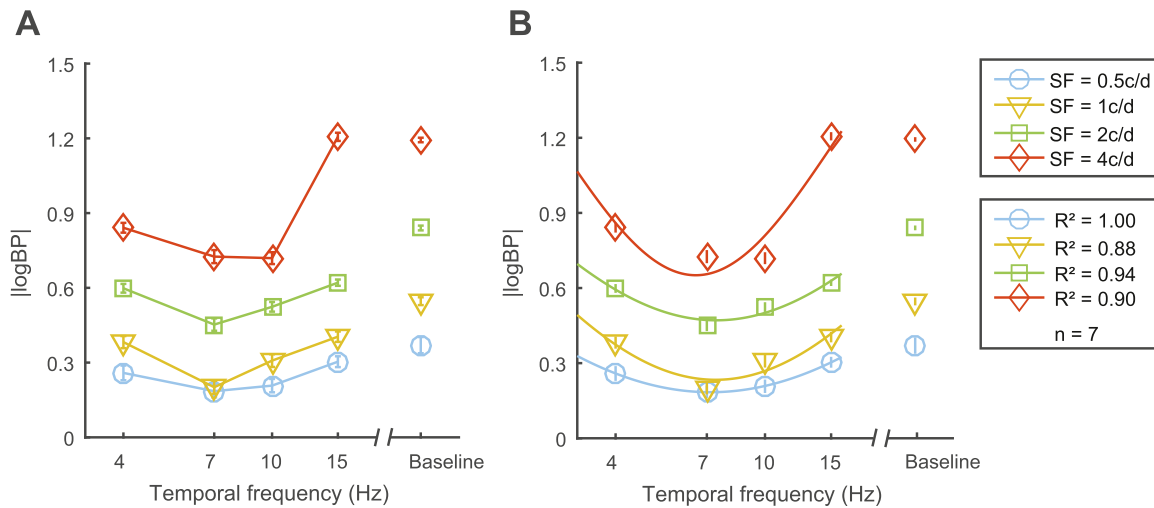 A
|logBP|
1.5
1.2
0.9
0.6
0.3
0
4
7
10
15
Baseline
Temporal frequency (Hz)
B
|logBP|
1.5
1.2
0.9
0.6
0.3
0
4
7
10
15
Baseline
Temporal frequency (Hz)
SF = 0.5c/d
SF = 1c/d
SF = 2c/d
SF = 4c/d
R² = 1.00
R² = 0.88
R² = 0.94
R² = 0.90
n = 7